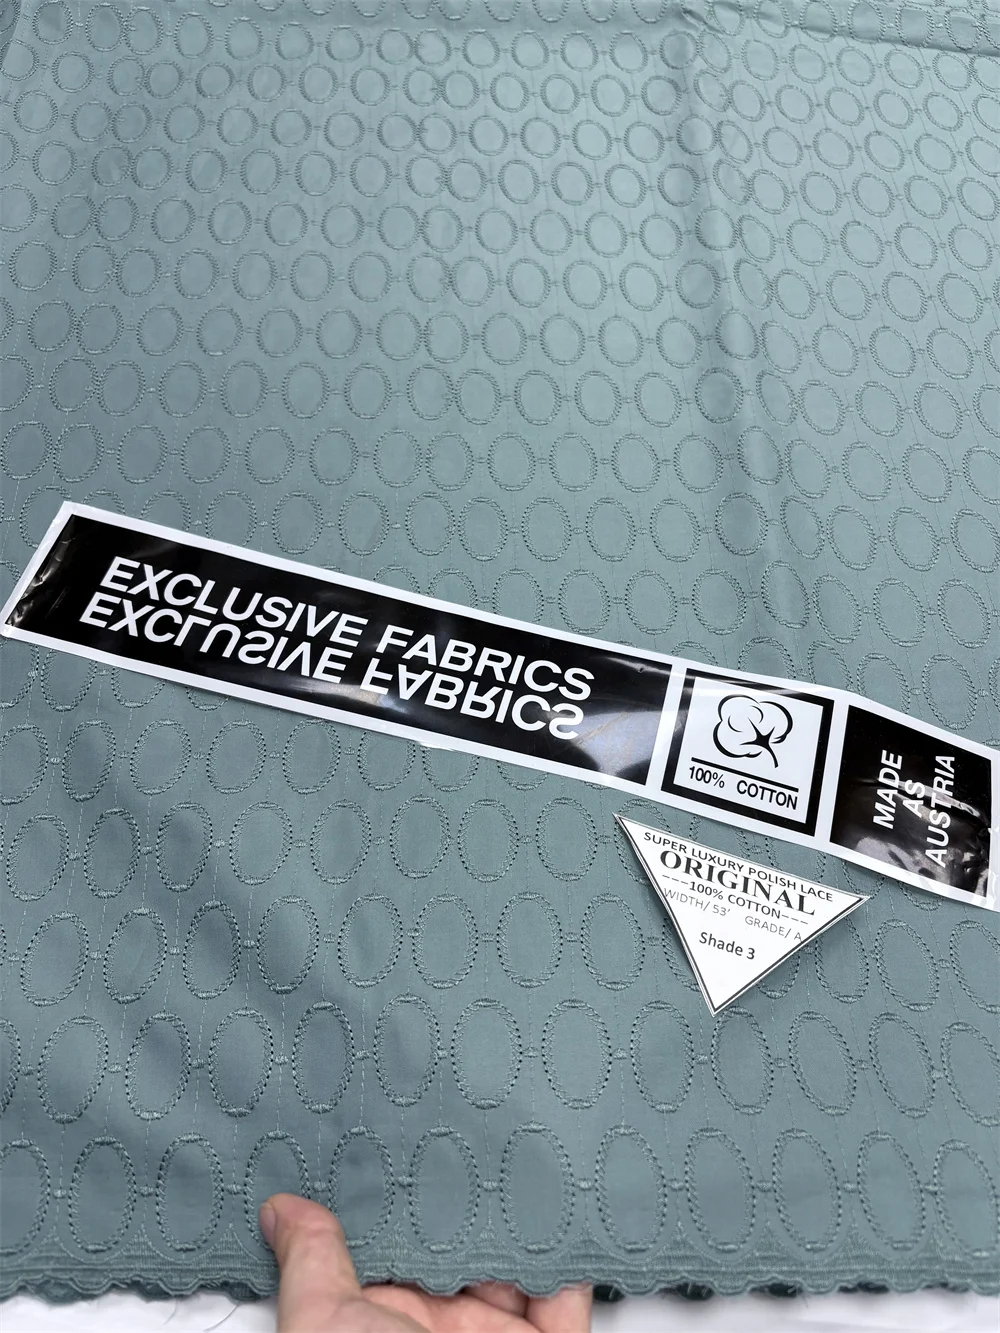 EXCLUSIVE FABRICS
EXCLUSIVE FABRICS
100% COTTON
MADE
AS
AUSTRIA
SUPER LUXURY POLISH LACE
ORIGINAL
---100% COTTON---
WIDTH/ 53' GRADE/ A
Shade 3